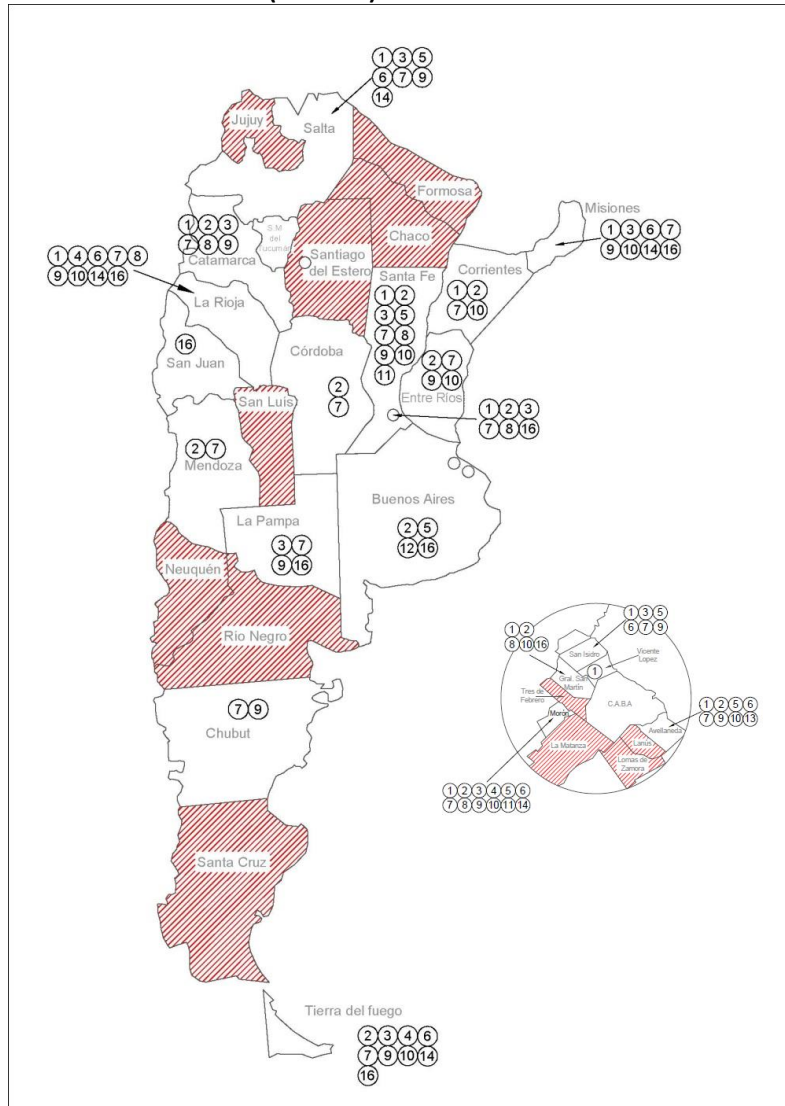 1 3 5
6 7 9
14
Jujuy
Salta
Formosa
Misiones
1 2 3
7 8 9
Catamarca
S.M
del
Tucumán
Santiago
del Estero
Chaco
1 3 6 7
9 10 14 16
1 4 6 7 8
9 10 14 16
La Rioja
Santa Fe
1 2
3 5
7 8
9 10
11
Corrientes
1 2
7 10
16
San Juan
Córdoba
2
7
2 7
9 10
Entre Ríos
San Luís
1 2 3
7 8 16
2 7
Mendoza
Buenos Aires
2 5
12 16
La Pampa
3 7
9 16
Neuquén
Rio Negro
7 9
Chubut
Santa Cruz
Tierra del fuego
2 3 4 6
7 9 10 14
16
1 2
8 10 16
1 3 5
6 7 9
San Isidro
Vicente
Lopez
1
Gral. San
Martín
Tres de
Febrero
C.A.B.A
Morón
1 2 5 6
7 9 10 13
Avellaneda
La Matanza
Lanús
Lomas de
Zamora
1 2 3 4 5 6
7 8 9 10 11 14